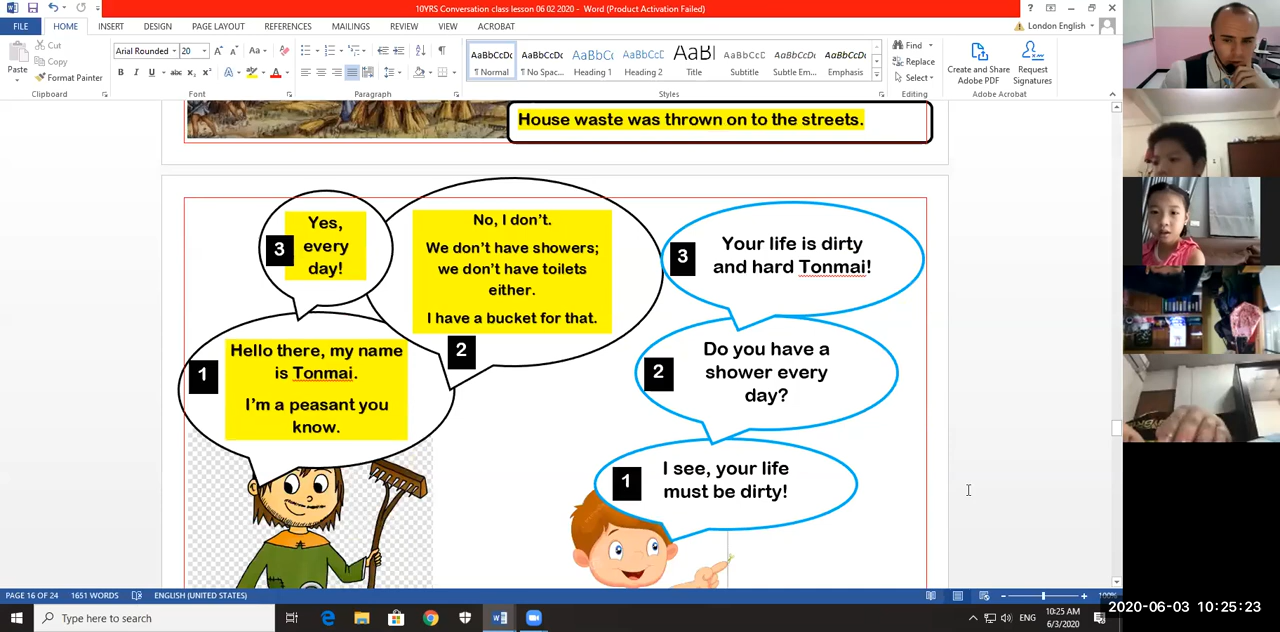 10YRS Conversation class lesson 06 02 2020 - Word (Product Activation Failed)
FILE HOME INSERT DESIGN PAGE LAYOUT REFERENCES MAILINGS REVIEW VIEW ACROBAT
London English
Paste
Cut
Copy
Format Painter
Clipboard
Arial Rounded 20
Font
Paragraph
AaBbCcDc AaBbCcDc AaBbCc AaBbCcD AaB AaBbCcD AaBbCcDc AaBbCcDc
¶ Normal ¶ No Spac... Heading 1 Heading 2 Title Subtitle Subtle Em... Emphasis
Styles
Find
Replace
Select
Editing
Create and Share
Adobe PDF
Request
Signatures
Adobe Acrobat
House waste was thrown on to the streets.
3
Yes,
every
day!
No, I don't.
We don't have showers;
we don't have toilets
either.
I have a bucket for that.
2
1
Hello there, my name
is Tonmai.
I'm a peasant you
know.
3
Your life is dirty
and hard Tonmai!
2
Do you have a
shower every
day?
1
I see, your life
must be dirty!
PAGE 16 OF 24 1651 WORDS ENGLISH (UNITED STATES) 100%
Type here to search
ENG
10:25 AM
6/3/2020
2020-06-03 10:25:23